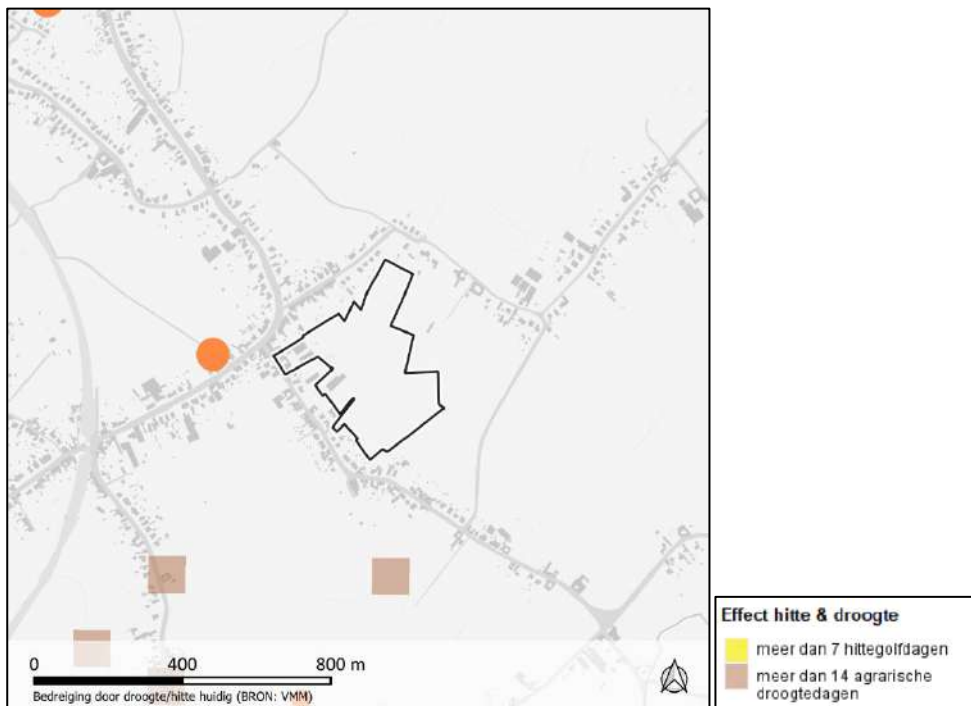 0 400 800 m
Bedreiging door droogte/hitte huidig (BRON: VMM)
Effect hitte & droogte
meer dan 7 hittegolfdagen
meer dan 14 agrarische
droogtedagen